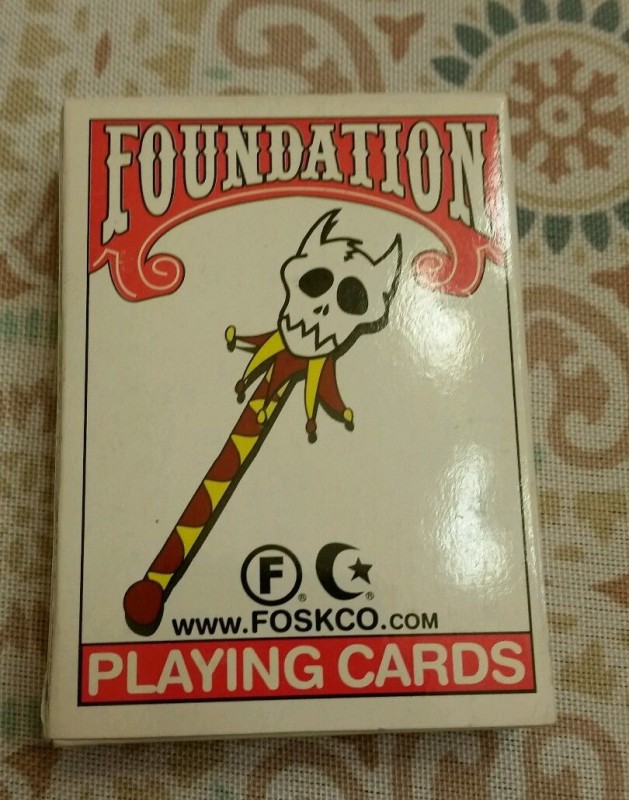 FOUNDATION
F ® ®
WWW.FOSKCO.COM
PLAYING CARDS